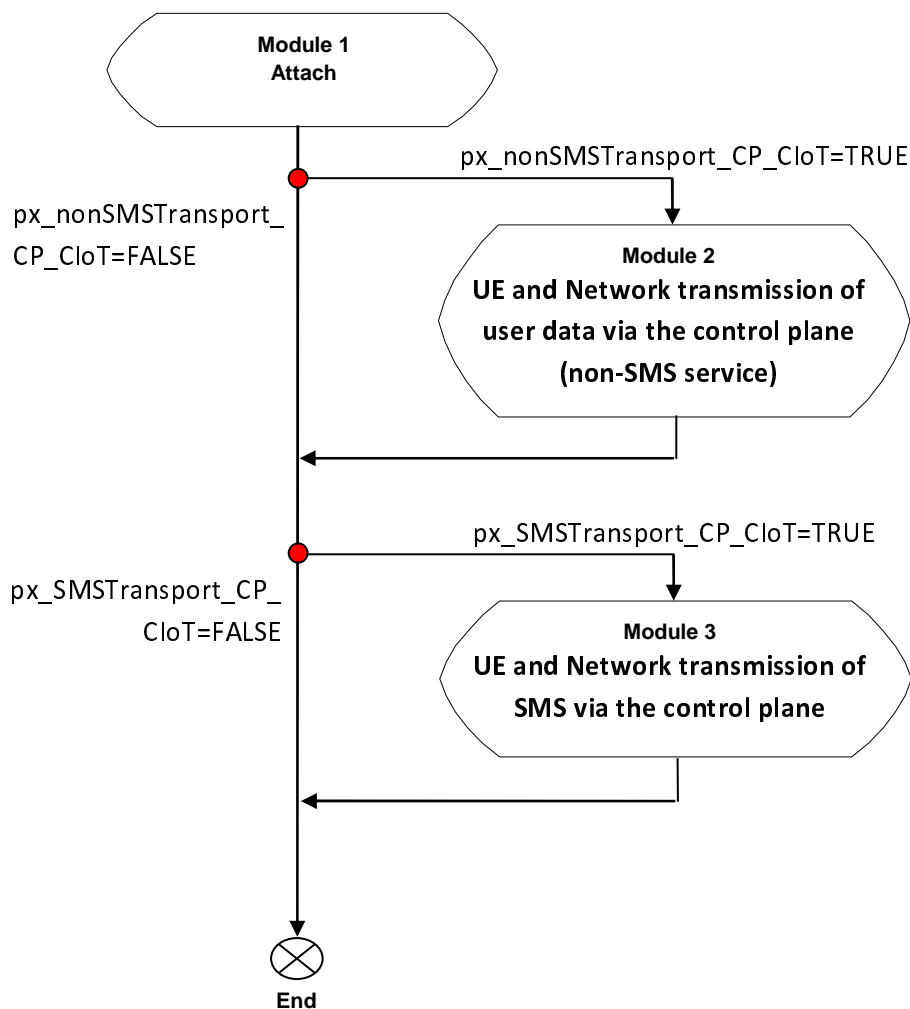 Module 1
Attach
px_nonSMSTransport_CP_CIoT=TRUE
px_nonSMSTransport_
CP_CIoT=FALSE
Module 2
UE and Network transmission of
user data via the control plane
(non-SMS service)
px_SMSTransport_CP_CIoT=TRUE
px_SMSTransport_CP_
CIoT=FALSE
Module 3
UE and Network transmission of
SMS via the control plane
End